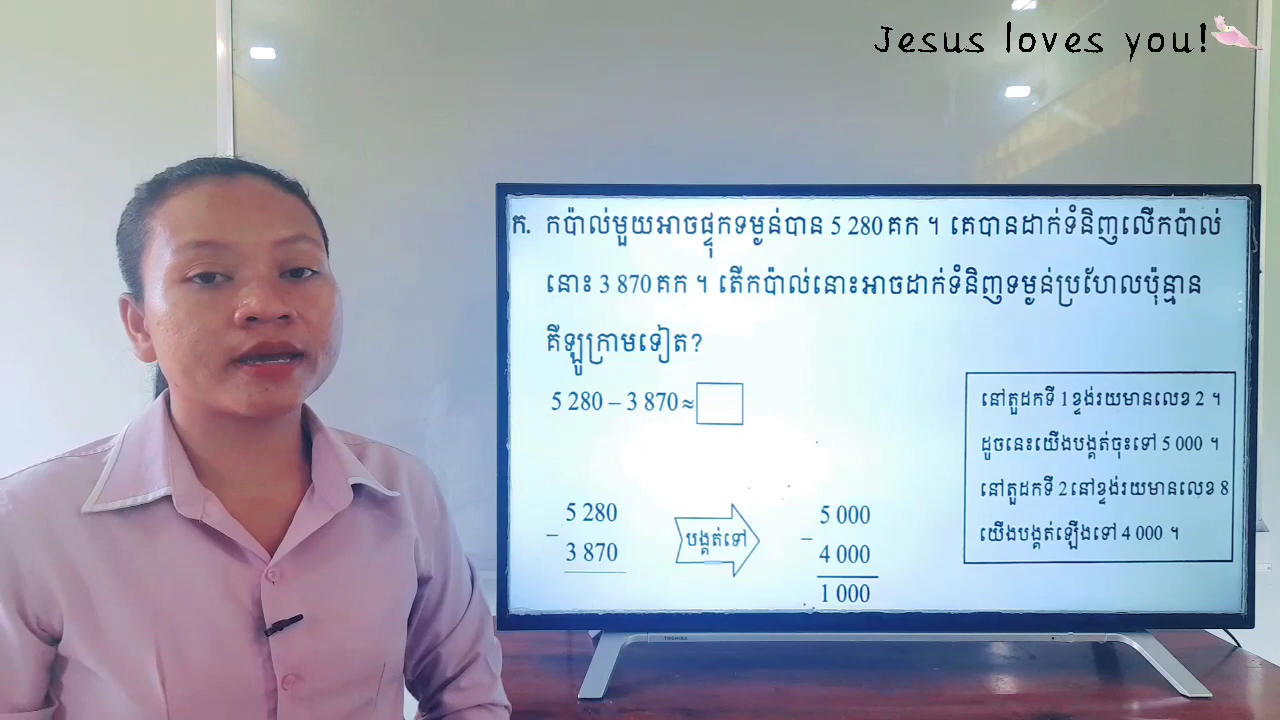 Jesus loves you!
ក. កប៉ាល់មួយអាចផ្ទុកទម្ងន់បាន 5 280 គក ។ គេបានដាក់ទំនិញលើកប៉ាល់
នោះ 3 870 គក ។ តើកប៉ាល់នោះអាចដាក់ទំនិញទម្ងន់ប្រហែលប៉ុន្មាន
គីឡូក្រាមទៀត?
5 280 – 3 870 ≈
នៅតួដកទី 1 ខ្ទង់រយមានលេខ 2 ។
ដូចនេះយើងបង្គត់ចុះទៅ 5 000 ។
នៅតួដកទី 2 នៅខ្ទង់រយមានលេខ 8
យើងបង្គត់ឡើងទៅ 4 000 ។
5 280
–
3 870
បង្គត់ទៅ
5 000
–
4 000
1 000
TOSHIBA